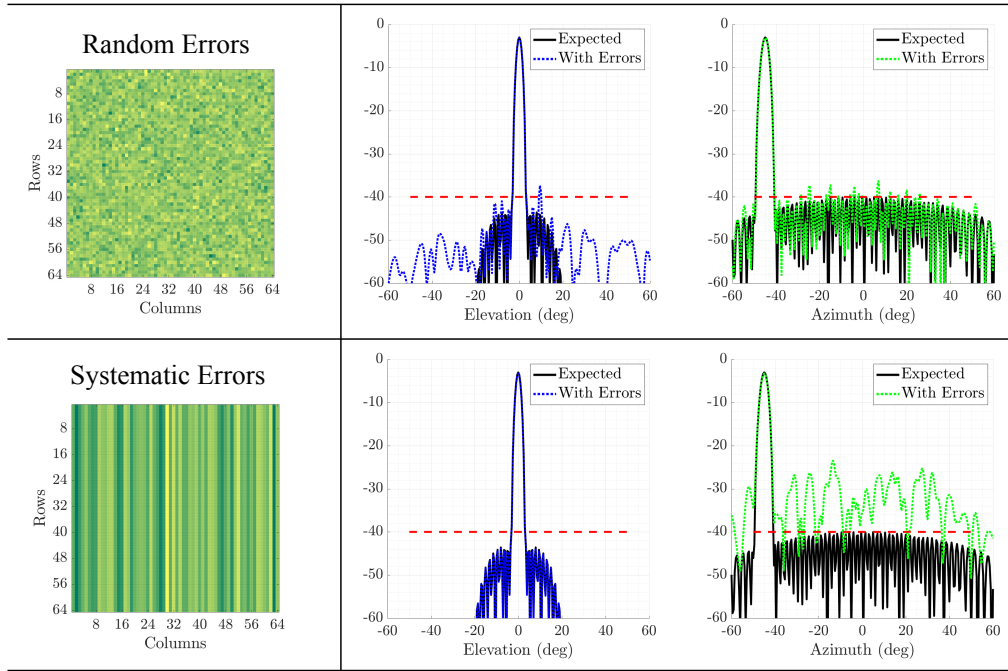 Random Errors
8
16
24
32
40
48
56
64
Rows
8 16 24 32 40 48 56 64
Columns
-0
-10
-20
-30
-40
-50
-60
-60 -40 -20 0 20 40 60
Elevation (deg)
Expected
With Errors
-0
-10
-20
-30
-40
-50
-60
-60 -40 -20 0 20 40 60
Azimuth (deg)
Expected
With Errors
Systematic Errors
8
16
24
32
40
48
56
64
Rows
8 16 24 32 40 48 56 64
Columns
-0
-10
-20
-30
-40
-50
-60
-60 -40 -20 0 20 40 60
Elevation (deg)
Expected
With Errors
-0
-10
-20
-30
-40
-50
-60
-60 -40 -20 0 20 40 60
Azimuth (deg)
Expected
With Errors